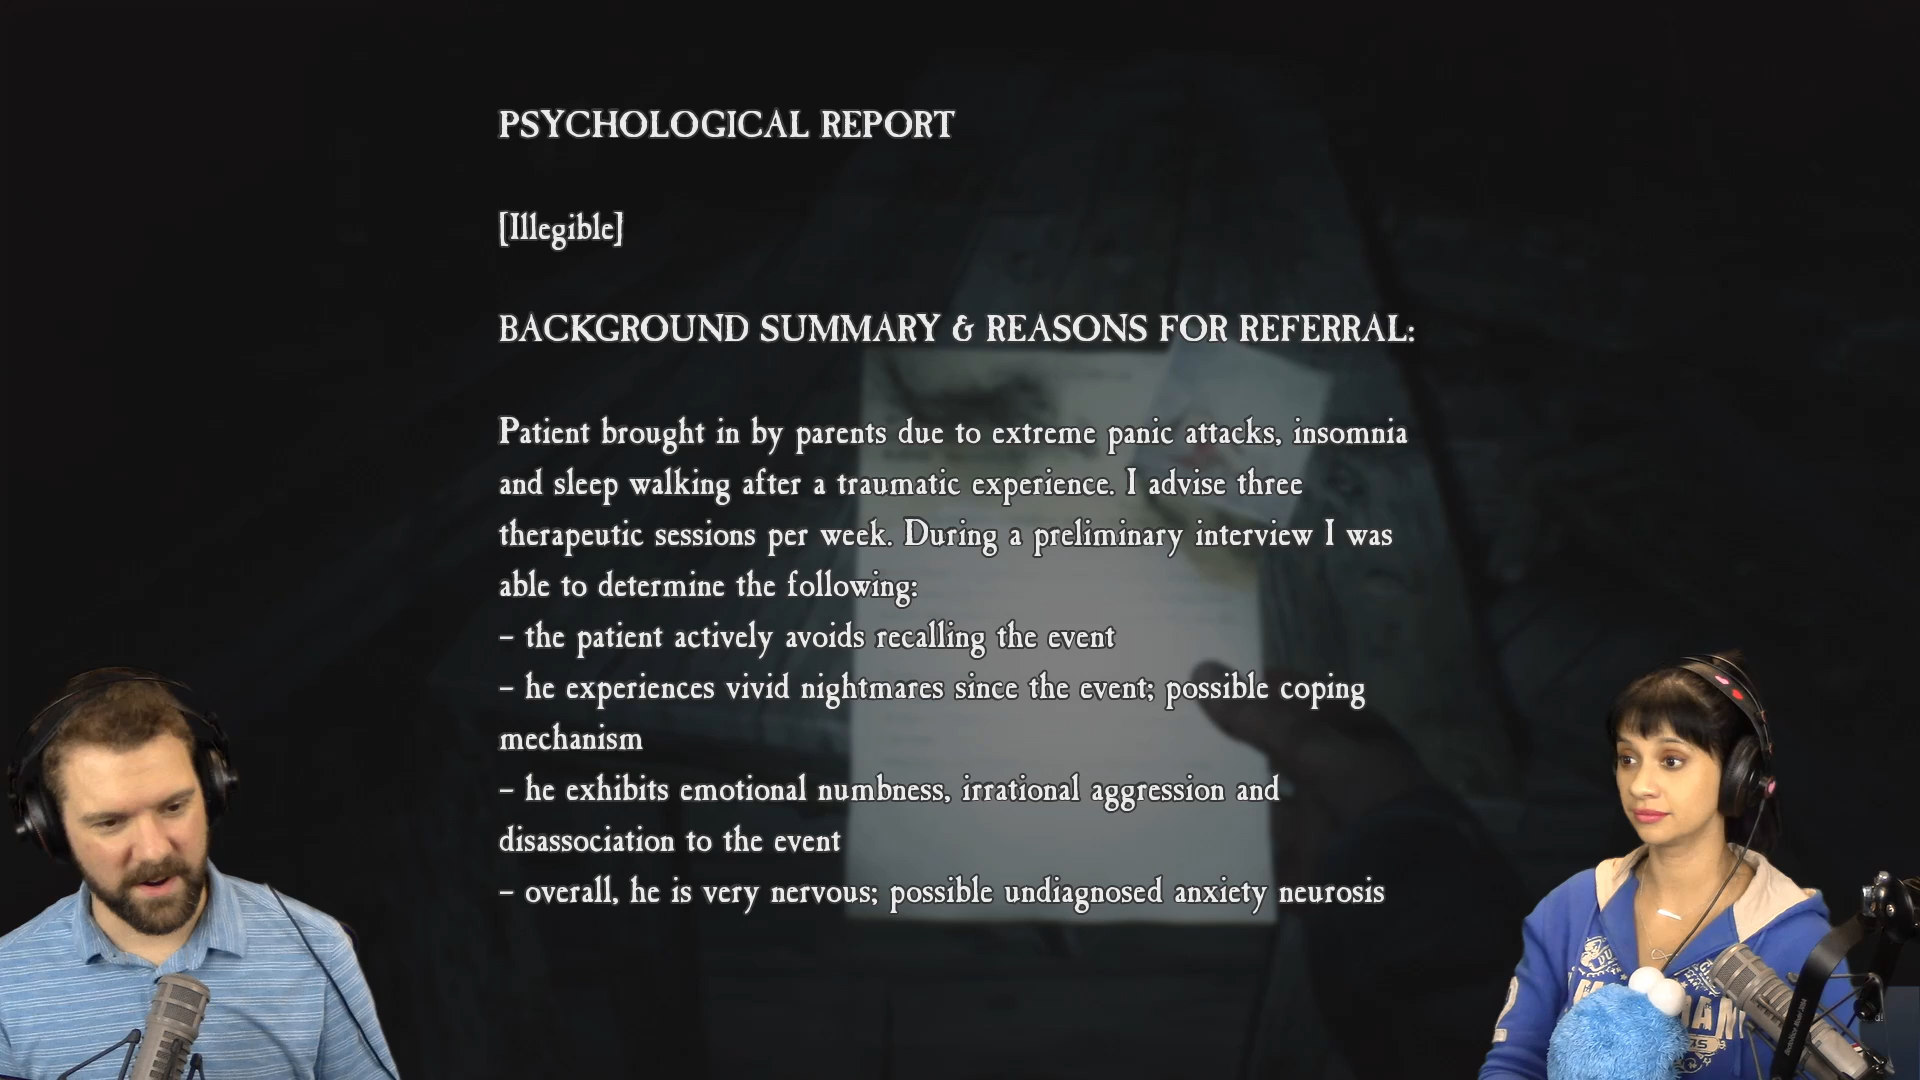 PSYCHOLOGICAL REPORT
[Illegible]
BACKGROUND SUMMARY & REASONS FOR REFERRAL:
Patient brought in by parents due to extreme panic attacks, insomnia
and sleep walking after a traumatic experience. I advise three
therapeutic sessions per week. During a preliminary interview I was
able to determine the following:
– the patient actively avoids recalling the event
– he experiences vivid nightmares since the event; possible coping
mechanism
– he exhibits emotional numbness, irrational aggression and
disassociation to the event
– overall, he is very nervous; possible undiagnosed anxiety neurosis